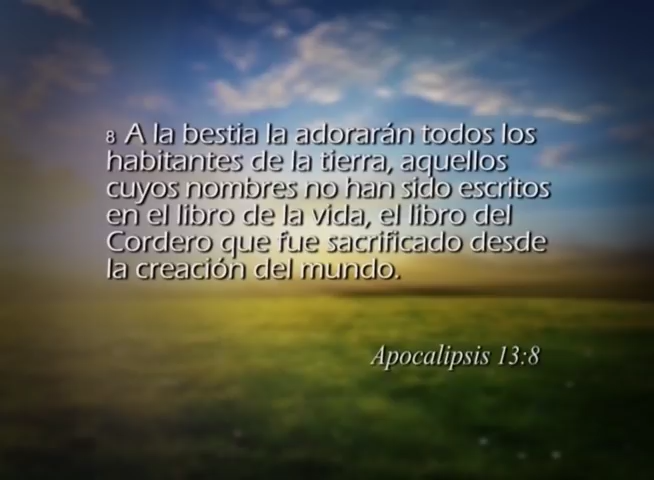 8 A la bestia la adorarán todos los
habitantes de la tierra, aquellos
cuyos nombres no han sido escritos
en el libro de la vida, el libro del
Cordero que fue sacrificado desde
la creación del mundo.
Apocalipsis 13:8